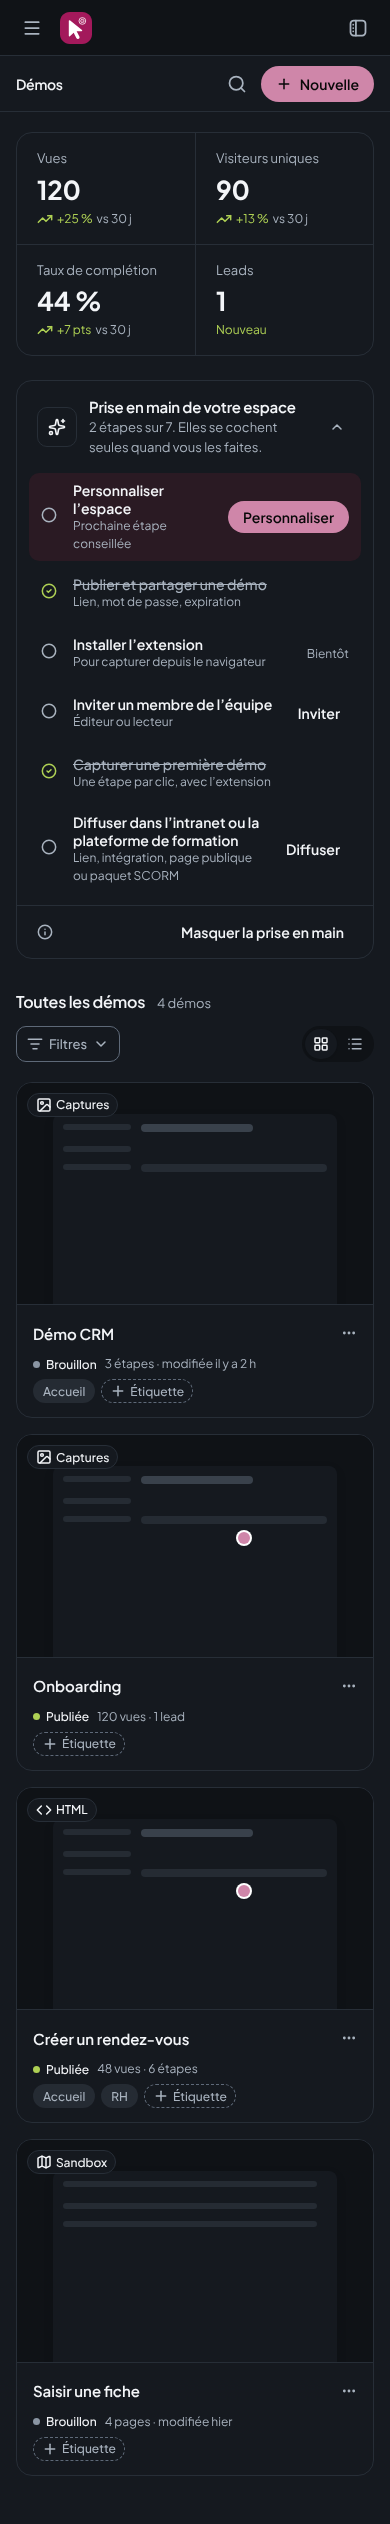 Démos
Nouvelle
Vues
120
+25 % vs 30 j
Visiteurs uniques
90
+13 % vs 30 j
Taux de complétion
44 %
+7 pts vs 30 j
Leads
1
Nouveau
Prise en main de votre espace
2 étapes sur 7. Elles se cochent
seules quand vous les faites.
Personnaliser
l'espace
Prochaine étape
conseillée
Personnaliser
Publier et partager une démo
Lien, mot de passe, expiration
Installer l'extension
Pour capturer depuis le navigateur
Bientôt
Inviter un membre de l'équipe
Éditeur ou lecteur
Inviter
Capturer une première démo
Une étape par clic, avec l'extension
Diffuser dans l'intranet ou la
plateforme de formation
Lien, intégration, page publique
ou paquet SCORM
Diffuser
Masquer la prise en main
Toutes les démos 4 démos
Filtres
Captures
Démo CRM
Brouillon 3 étapes · modifiée il y a 2 h
Accueil + Étiquette
Captures
Onboarding
Publiée 120 vues · 1 lead
+ Étiquette
HTML
Créer un rendez-vous
Publiée 48 vues · 6 étapes
Accueil RH + Étiquette
Sandbox
Saisir une fiche
Brouillon 4 pages · modifiée hier
+ Étiquette